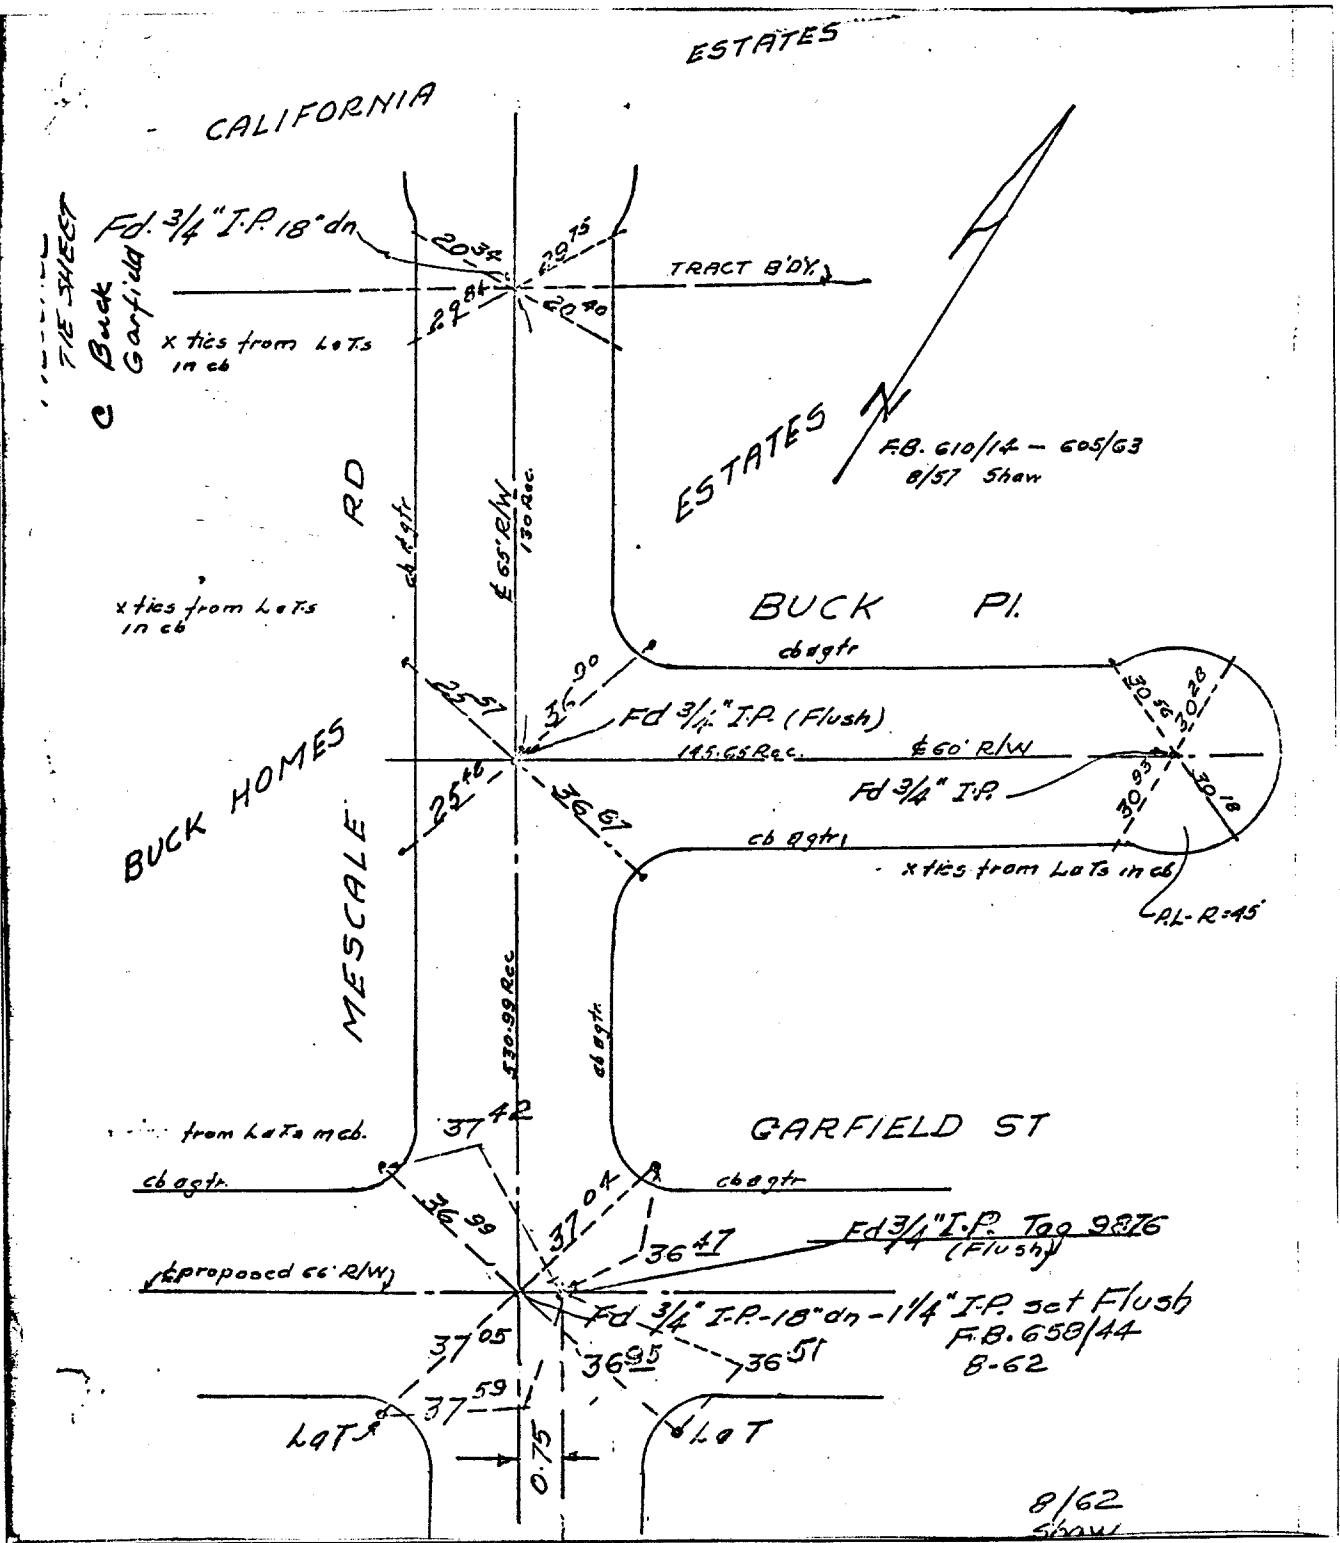 ESTATES
CALIFORNIA
TIE SHEET
C Buck
Garfield
Fd. 3/4" I.P. 18" dn
20 34
29 75
29 84
20 40
TRACT B'DY.
x ties from L&Ts
in cb
ESTATES
N
F.B. 610/14 - 605/63
8/57 Shaw
RD
cb & gtr
℄ 65' R/W
130 Rec.
x ties from L&Ts
in cb
BUCK Pl.
cb & gtr
25 57
36 90
Fd 3/4" I.P. (Flush)
145.65 Rec.
℄ 60' R/W
30 56
30 28
Fd 3/4" I.P.
30 93
30 18
25 46
36 67
cb & gtr
x ties from L&Ts in cb
P.L.-R=45'
BUCK HOMES
MESCALE
530.99 Rec
cb & gtr.
37 42
from L&Ts in cb.
GARFIELD ST
cb & gtr.
cb & gtr
36 99
37 04
36 47
Fd 3/4" I.P. Tag 9876
(Flush)
℄ proposed 66' R/W
Fd 3/4" I.P.-18" dn - 1 1/4" I.P. set Flush
F.B. 658/44
8-62
37 05
36 95
36 51
37 59
L&T
L&T
0.75
8/62
Shaw